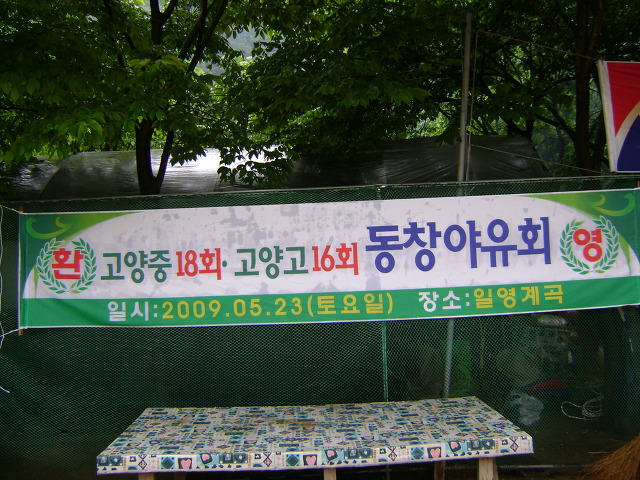 환 고양중 18회·고양고 16회 동창야유회 영
일시:2009.05.23(토요일) 장소:일영계곡